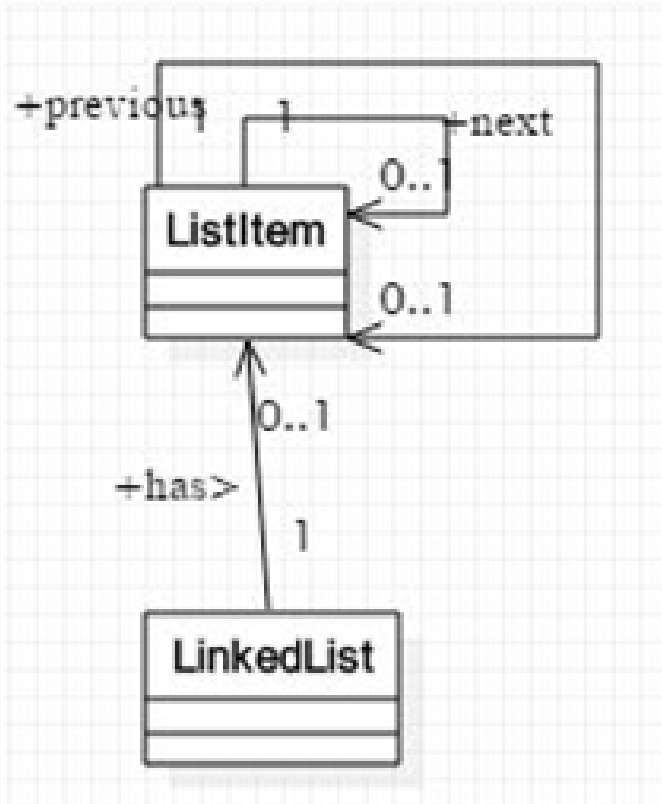 +previous 1 1 +next
0..1
ListItem
0..1
0..1
+has>
1
LinkedList